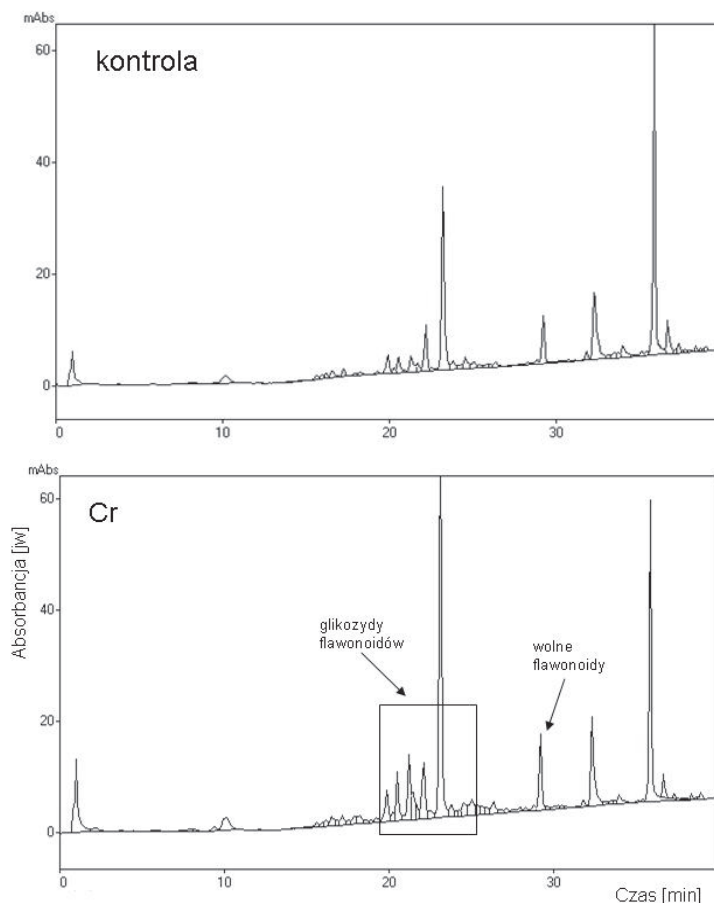 mAbs
60
kontrola
40
20
0
0 10 20 30
mAbs
60
Cr
Absorbancja [jw]
40
glikozydy
flawonoidów
wolne
flawonoidy
20
0
0 10 20 30
Czas [min]